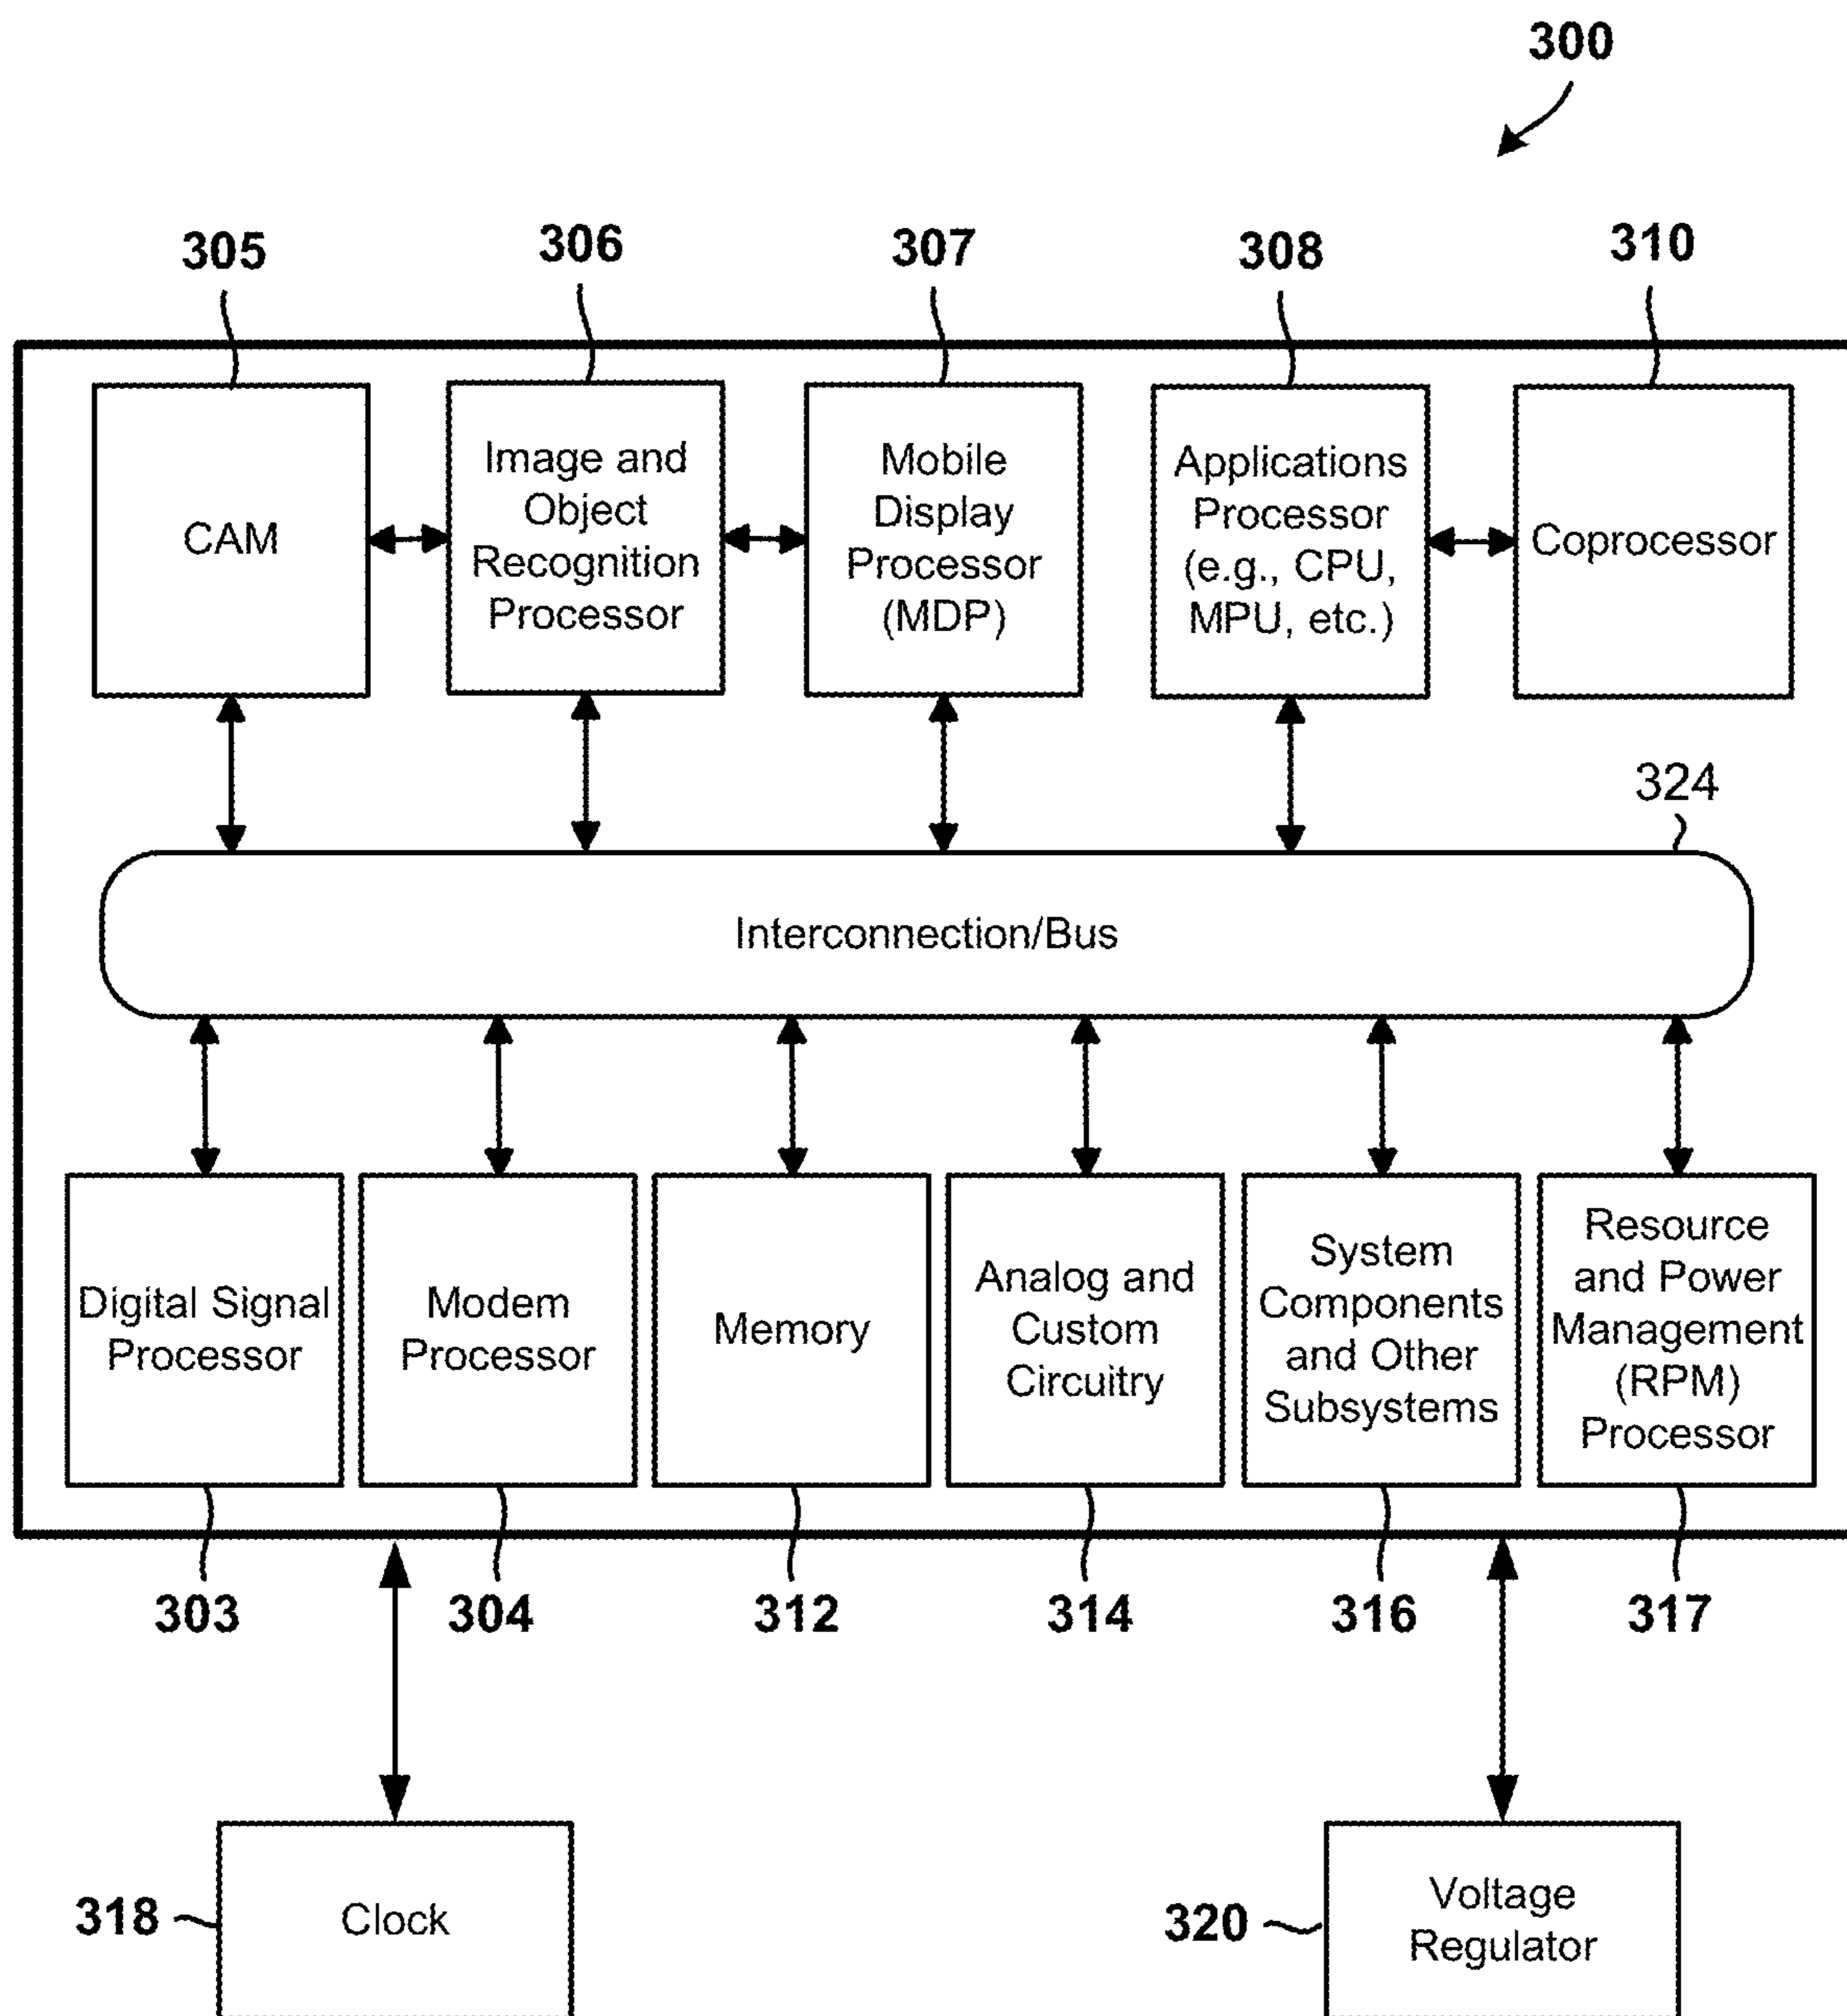 300
305
306
307
308
310
CAM
Image and
Object
Recognition
Processor
Mobile
Display
Processor
(MDP)
Applications
Processor
(e.g., CPU,
MPU, etc.)
Coprocessor
324
Interconnection/Bus
Digital Signal
Processor
Modem
Processor
Memory
Analog and
Custom
Circuitry
System
Components
and Other
Subsystems
Resource
and Power
Management
(RPM)
Processor
303
304
312
314
316
317
318
Clock
320
Voltage
Regulator